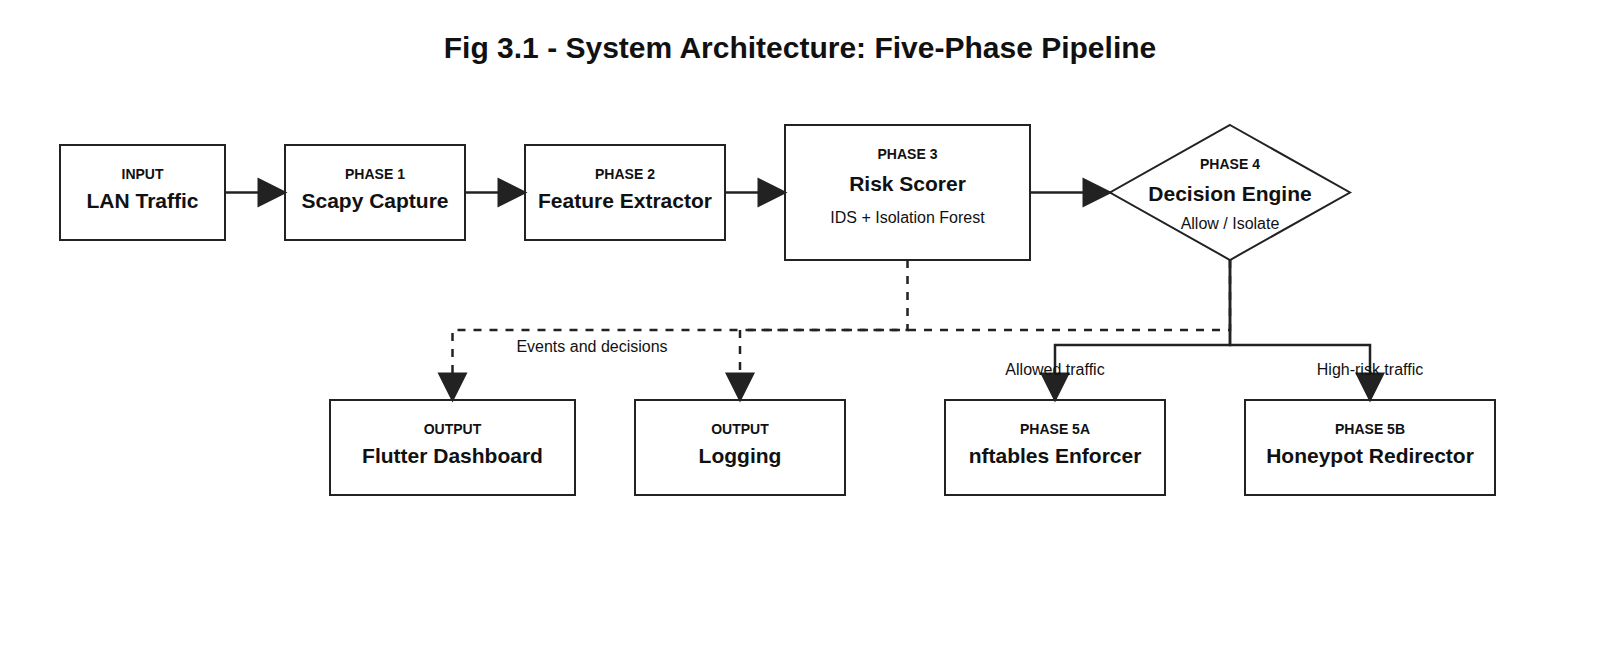 Fig 3.1 - System Architecture: Five-Phase Pipeline
INPUT
LAN Traffic
PHASE 1
Scapy Capture
PHASE 2
Feature Extractor
PHASE 3
Risk Scorer
IDS + Isolation Forest
PHASE 4
Decision Engine
Allow / Isolate
Events and decisions
Allowed traffic
High-risk traffic
OUTPUT
Flutter Dashboard
OUTPUT
Logging
PHASE 5A
nftables Enforcer
PHASE 5B
Honeypot Redirector